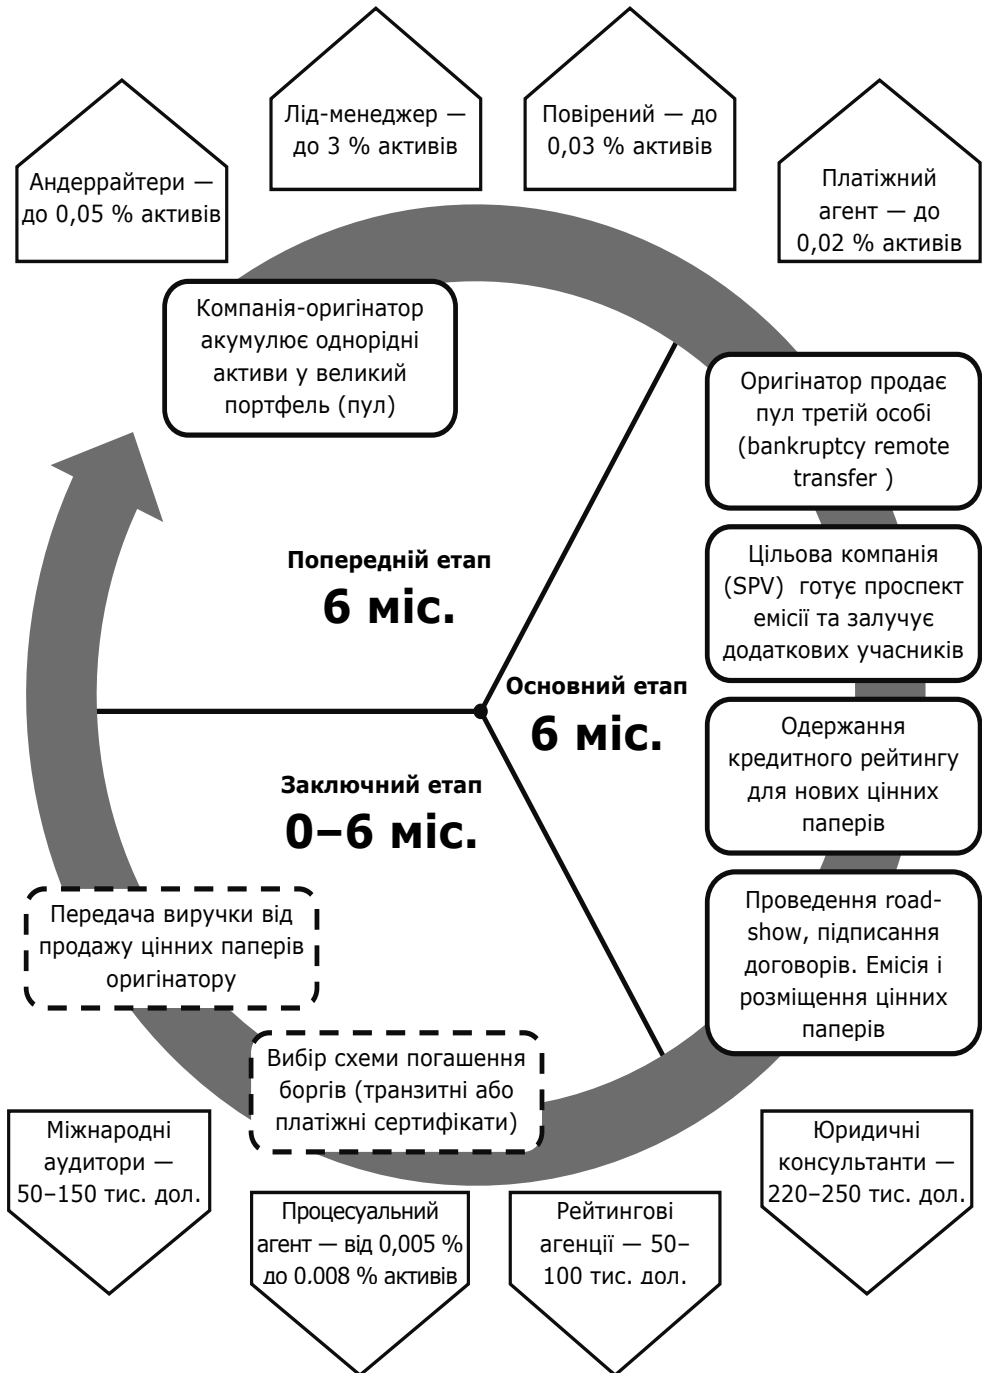 Лід-менеджер —
до 3 % активів
Повірений — до
0,03 % активів
Андеррайтери —
до 0,05 % активів
Платіжний
агент — до
0,02 % активів
Компанія-оригінатор
акумулює однорідні
активи у великий
портфель (пул)
Оригінатор продає
пул третій особі
(bankruptcy remote
transfer )
Цільова компанія
(SPV) готує проспект
емісії та залучує
додаткових учасників
Попередній етап
6 міс.
Основний етап
6 міс.
Одержання
кредитного рейтингу
для нових цінних
паперів
Заключний етап
0–6 міс.
Проведення road-
show, підписання
договорів. Емісія і
розміщення цінних
паперів
Передача виручки від
продажу цінних паперів
оригінатору
Вибір схеми погашення
боргів (транзитні або
платіжні сертифікати)
Міжнародні
аудитори —
50–150 тис. дол.
Процесуальний
агент — від 0,005 %
до 0,008 % активів
Рейтингові
агенції — 50–
100 тис. дол.
Юридичні
консультанти —
220–250 тис. дол.